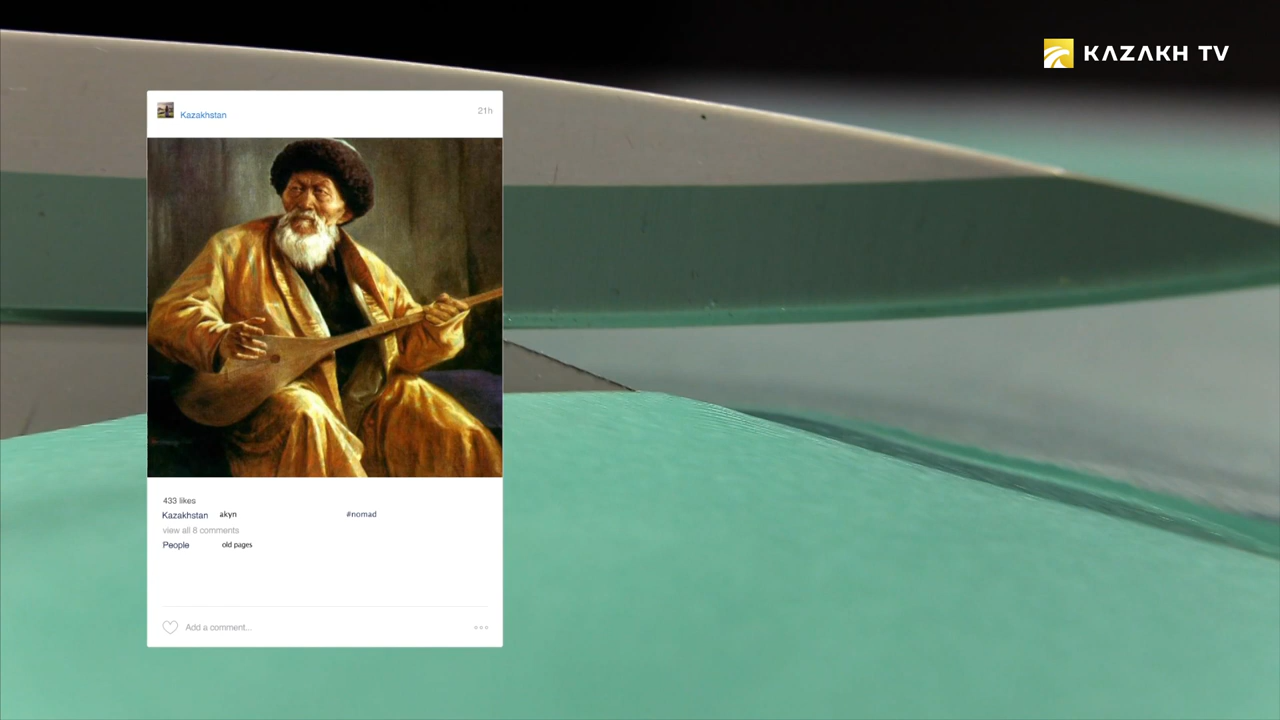 KAZAKH TV
Kazakhstan 21h
433 likes
Kazakhstan akyn #nomad
view all 8 comments
People old pages
Add a comment...